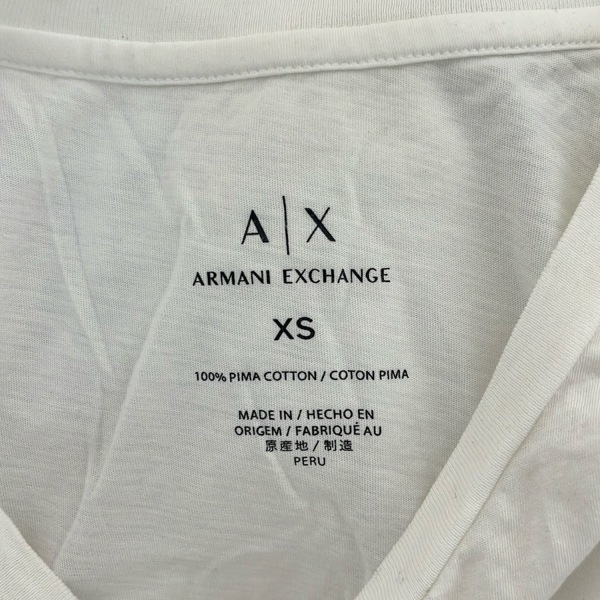 A|X
ARMANI EXCHANGE
XS
100% PIMA COTTON / COTON PIMA
MADE IN / HECHO EN
ORIGEM / FABRIQUÉ AU
原産地 / 制造
PERU